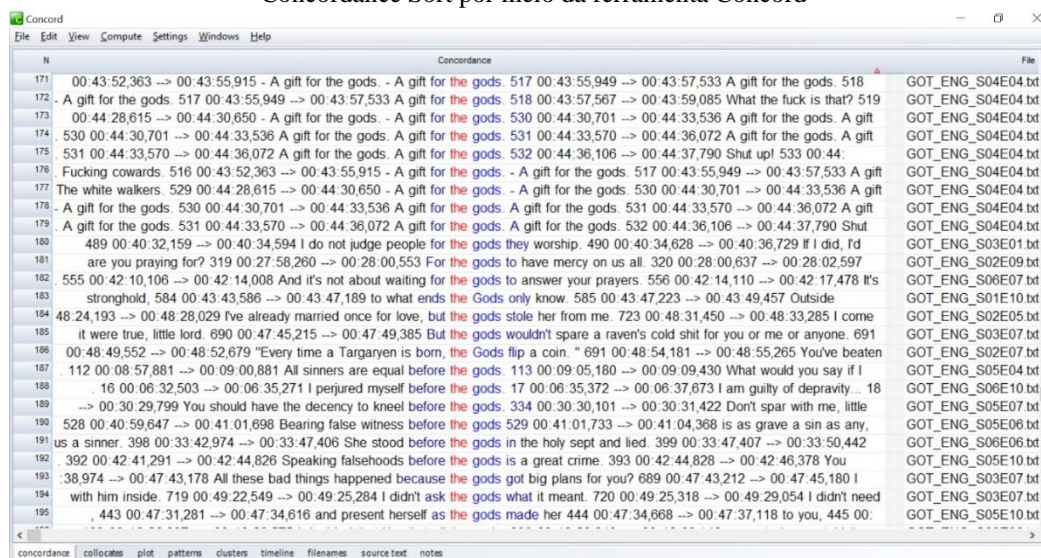 Concordance Sort por meio da ferramenta Concord
Concord
File Edit View Compute Settings Windows Help
N Concordance File
171 00:43:52,363 --> 00:43:55,915 - A gift for the gods. - A gift for the gods. 517 00:43:55,949 --> 00:43:57,533 A gift for the gods. 518 GOT_ENG_S04E04.txt
172 - A gift for the gods. 517 00:43:55,949 --> 00:43:57,533 A gift for the gods. 518 00:43:57,567 --> 00:43:59,085 What the fuck is that? 519 GOT_ENG_S04E04.txt
173 00:44:28,615 --> 00:44:30,650 - A gift for the gods. - A gift for the gods. 530 00:44:30,701 --> 00:44:33,536 A gift for the gods. A gift GOT_ENG_S04E04.txt
174 . 530 00:44:30,701 --> 00:44:33,536 A gift for the gods. A gift for the gods. 531 00:44:33,570 --> 00:44:36,072 A gift for the gods. A gift GOT_ENG_S04E04.txt
175 . 531 00:44:33,570 --> 00:44:36,072 A gift for the gods. A gift for the gods. 532 00:44:36,106 --> 00:44:37,790 Shut up! 533 00:44: GOT_ENG_S04E04.txt
176 . Fucking cowards. 516 00:43:52,363 --> 00:43:55,915 - A gift for the gods. - A gift for the gods. 517 00:43:55,949 --> 00:43:57,533 A gift GOT_ENG_S04E04.txt
177 The white walkers. 529 00:44:28,615 --> 00:44:30,650 - A gift for the gods. - A gift for the gods. 530 00:44:30,701 --> 00:44:33,536 A gift GOT_ENG_S04E04.txt
178 - A gift for the gods. 530 00:44:30,701 --> 00:44:33,536 A gift for the gods. A gift for the gods. 531 00:44:33,570 --> 00:44:36,072 A gift GOT_ENG_S04E04.txt
179 . A gift for the gods. 531 00:44:33,570 --> 00:44:36,072 A gift for the gods. A gift for the gods. 532 00:44:36,106 --> 00:44:37,790 Shut GOT_ENG_S04E04.txt
180 489 00:40:32,159 --> 00:40:34,594 I do not judge people for the gods they worship. 490 00:40:34,628 --> 00:40:36,729 If I did, I'd GOT_ENG_S03E01.txt
181 are you praying for? 319 00:27:58,260 --> 00:28:00,553 For the gods to have mercy on us all. 320 00:28:00,637 --> 00:28:02,597 GOT_ENG_S02E09.txt
182 . 555 00:42:10,106 --> 00:42:14,008 And it's not about waiting for the gods to answer your prayers. 556 00:42:14,110 --> 00:42:17,478 It's GOT_ENG_S06E07.txt
183 stronghold, 584 00:43:43,586 --> 00:43:47,189 to what ends the Gods only know. 585 00:43:47,223 --> 00:43:49,457 Outside GOT_ENG_S01E10.txt
184 48:24,193 --> 00:48:28,029 I've already married once for love, but the gods stole her from me. 723 00:48:31,450 --> 00:48:33,285 I come GOT_ENG_S02E05.txt
185 it were true, little lord. 690 00:47:45,215 --> 00:47:49,385 But the gods wouldn't spare a raven's cold shit for you or me or anyone. 691 GOT_ENG_S03E07.txt
186 00:48:49,552 --> 00:48:52,679 "Every time a Targaryen is born, the Gods flip a coin. " 691 00:48:54,181 --> 00:48:55,265 You've beaten GOT_ENG_S02E07.txt
187 . 112 00:08:57,881 --> 00:09:00,881 All sinners are equal before the gods. 113 00:09:05,180 --> 00:09:09,430 What would you say if I GOT_ENG_S05E04.txt
188 . 16 00:06:32,503 --> 00:06:35,271 I perjured myself before the gods. 17 00:06:35,372 --> 00:06:37,673 I am guilty of depravity... 18 GOT_ENG_S06E10.txt
189 --> 00:30:29,799 You should have the decency to kneel before the gods. 334 00:30:30,101 --> 00:30:31,422 Don't spar with me, little GOT_ENG_S05E07.txt
190 528 00:40:59,647 --> 00:41:01,698 Bearing false witness before the gods 529 00:41:01,733 --> 00:41:04,368 is as grave a sin as any, GOT_ENG_S05E06.txt
191 us a sinner. 398 00:33:42,974 --> 00:33:47,406 She stood before the gods in the holy sept and lied. 399 00:33:47,407 --> 00:33:50,442 GOT_ENG_S06E06.txt
192 . 392 00:42:41,291 --> 00:42:44,826 Speaking falsehoods before the gods is a great crime. 393 00:42:44,828 --> 00:42:46,378 You GOT_ENG_S05E10.txt
193 :38,974 --> 00:47:43,178 All these bad things happened because the gods got big plans for you? 689 00:47:43,212 --> 00:47:45,180 I GOT_ENG_S03E07.txt
194 with him inside. 719 00:49:22,549 --> 00:49:25,284 I didn't ask the gods what it meant. 720 00:49:25,318 --> 00:49:29,054 I didn't need GOT_ENG_S03E07.txt
195 , 443 00:47:31,281 --> 00:47:34,616 and present herself as the gods made her 444 00:47:34,668 --> 00:47:37,118 to you, 445 00: GOT_ENG_S05E10.txt
concordance collocates plot patterns clusters timeline filenames source text notes